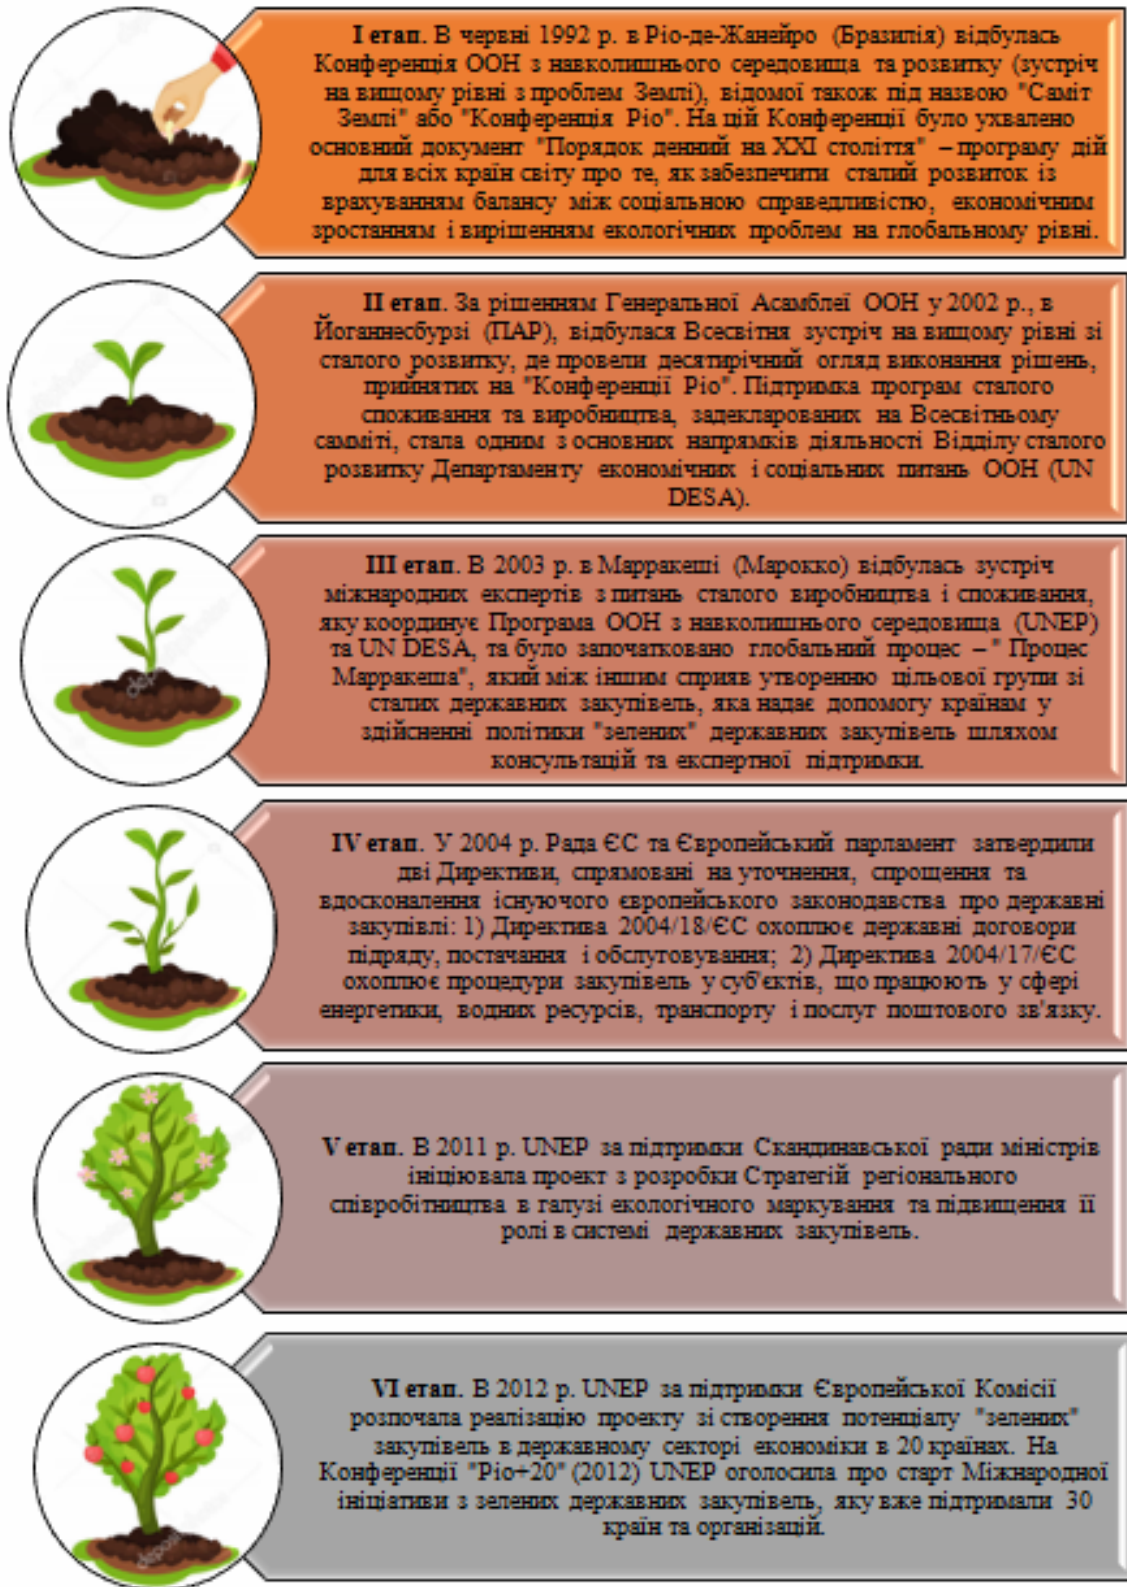 І етап. В червні 1992 р. в Ріо-де-Жанейро (Бразилія) відбулась
Конференція ООН з навколишнього середовища та розвитку (зустріч
на вищому рівні з проблем Землі), відомої також під назвою "Саміт
Землі" або "Конференція Ріо". На цій Конференції було ухвалено
основний документ "Порядок денний на XXI століття" – програму дій
для всіх країн світу про те, як забезпечити сталий розвиток із
врахуванням балансу між соціальною справедливістю, економічним
зростанням і вирішенням екологічних проблем на глобальному рівні.
ІІ етап. За рішенням Генеральної Асамблеї ООН у 2002 р., в
Йоганнесбурзі (ПАР), відбулася Всесвітня зустріч на вищому рівні зі
сталого розвитку, де провели десятирічний огляд виконання рішень,
прийнятих на "Конференції Ріо". Підтримка програм сталого
споживання та виробництва, задекларованих на Всесвітньому
самміті, стала одним з основних напрямків діяльності Відділу сталого
розвитку Департаменту економічних і соціальних питань ООН (UN
DESA).
ІІІ етап. В 2003 р. в Марракеші (Марокко) відбулась зустріч
міжнародних експертів з питань сталого виробництва і споживання,
яку координує Програма ООН з навколишнього середовища (UNEP)
та UN DESA, та було започатковано глобальний процес – " Процес
Марракеша", який між іншим сприяв утворенню цільової групи зі
сталих державних закупівель, яка надає допомогу країнам у
здійсненні політики "зелених" державних закупівель шляхом
консультацій та експертної підтримки.
IV етап. У 2004 р. Рада ЄС та Європейський парламент затвердили
дві Директиви, спрямовані на уточнення, спрощення та
вдосконалення існуючого європейського законодавства про державні
закупівлі: 1) Директива 2004/18/ЄС охоплює державні договори
підряду, постачання і обслуговування; 2) Директива 2004/17/ЄС
охоплює процедури закупівель у суб'єктів, що працюють у сфері
енергетики, водних ресурсів, транспорту і послуг поштового зв'язку.
V етап. В 2011 р. UNEP за підтримки Скандинавської ради міністрів
ініціювала проект з розробки Стратегій регіонального
співробітництва в галузі екологічного маркування та підвищення її
ролі в системі державних закупівель.
VI етап. В 2012 р. UNEP за підтримки Європейської Комісії
розпочала реалізацію проекту зі створення потенціалу "зелених"
закупівель в державному секторі економіки в 20 країнах. На
Конференції "Ріо+20" (2012) UNEP оголосила про старт Міжнародної
ініціативи з зелених державних закупівель, яку вже підтримали 30
країн та організацій.